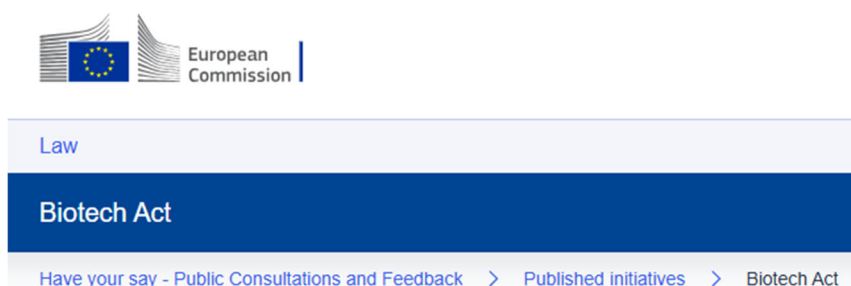 European
Commission
Law
Biotech Act
Have your say - Public Consultations and Feedback > Published initiatives > Biotech Act